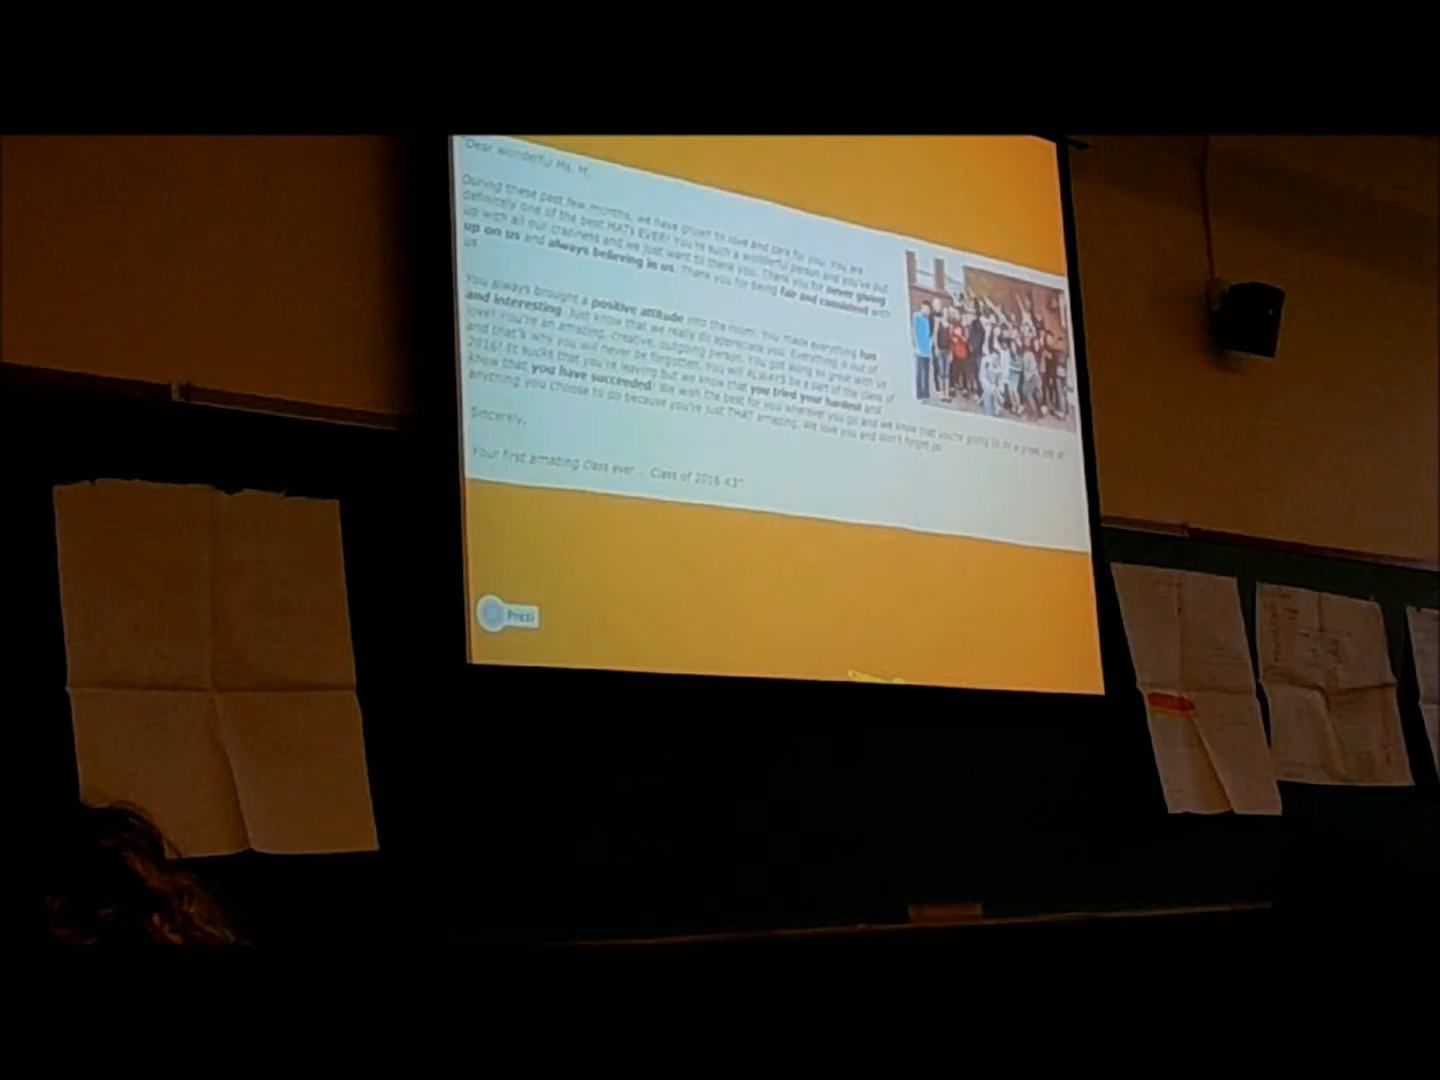 "Dear wonderful Ms. M,
During these past few months, we have grown to love and care for you. You are
definitely one of the best MATs EVER! You're such a wonderful person and you've put
up with all our craziness and we just want to thank you. Thank you for never giving
up on us and always believing in us. Thank you for being fair and consistent with
us.
You always brought a positive attitude into the room. You made everything fun
and interesting. Just know that we really do appreciate you. Everything is out of
love! You're an amazing, creative, outgoing person. You got along so great with us
and that's why you will never be forgotten. You will ALWAYS be a part of the class of
2016! It sucks that you're leaving but we know that you tried your hardest and
know that you have succeeded! We wish the best for you wherever you go and we know that you're going to do a great job at
anything you choose to do because you're just THAT amazing. We love you and don't forget us!
Sincerely,
Your first amazing class ever... Class of 2016 43"
Prezi